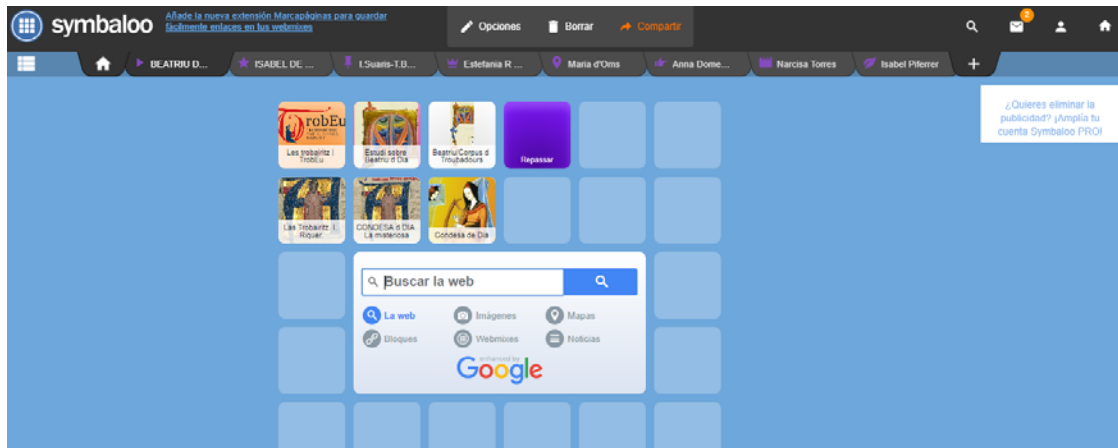 symbaloo
Añade la nueva extensión Marcapáginas para guardar
fácilmente enlaces en tus webmixes
Opciones
Borrar
Compartir
2
BEATRIU D...
ISABEL DE ...
I.Suaris-T.B...
Estefania R ...
Maria d'Oms
Anna Dome...
Narcisa Torres
Isabel Piferrer
+
¿Quieres eliminar la
publicidad? ¡Amplía tu
cuenta Symbaloo PRO!
TrobEu
Les trobairitz |
TrobEu
Estudi sobre
Beatriu d Dia
Beatriu/Corpus d
Troubadours
Repassar
Las Trobairitz. I.
Riquer
CONDESA d DIA
La misteriosa
Condesa de Dia
Buscar la web
La web
Imágenes
Mapas
Bloques
Webmixes
Noticias
enhanced by
Google